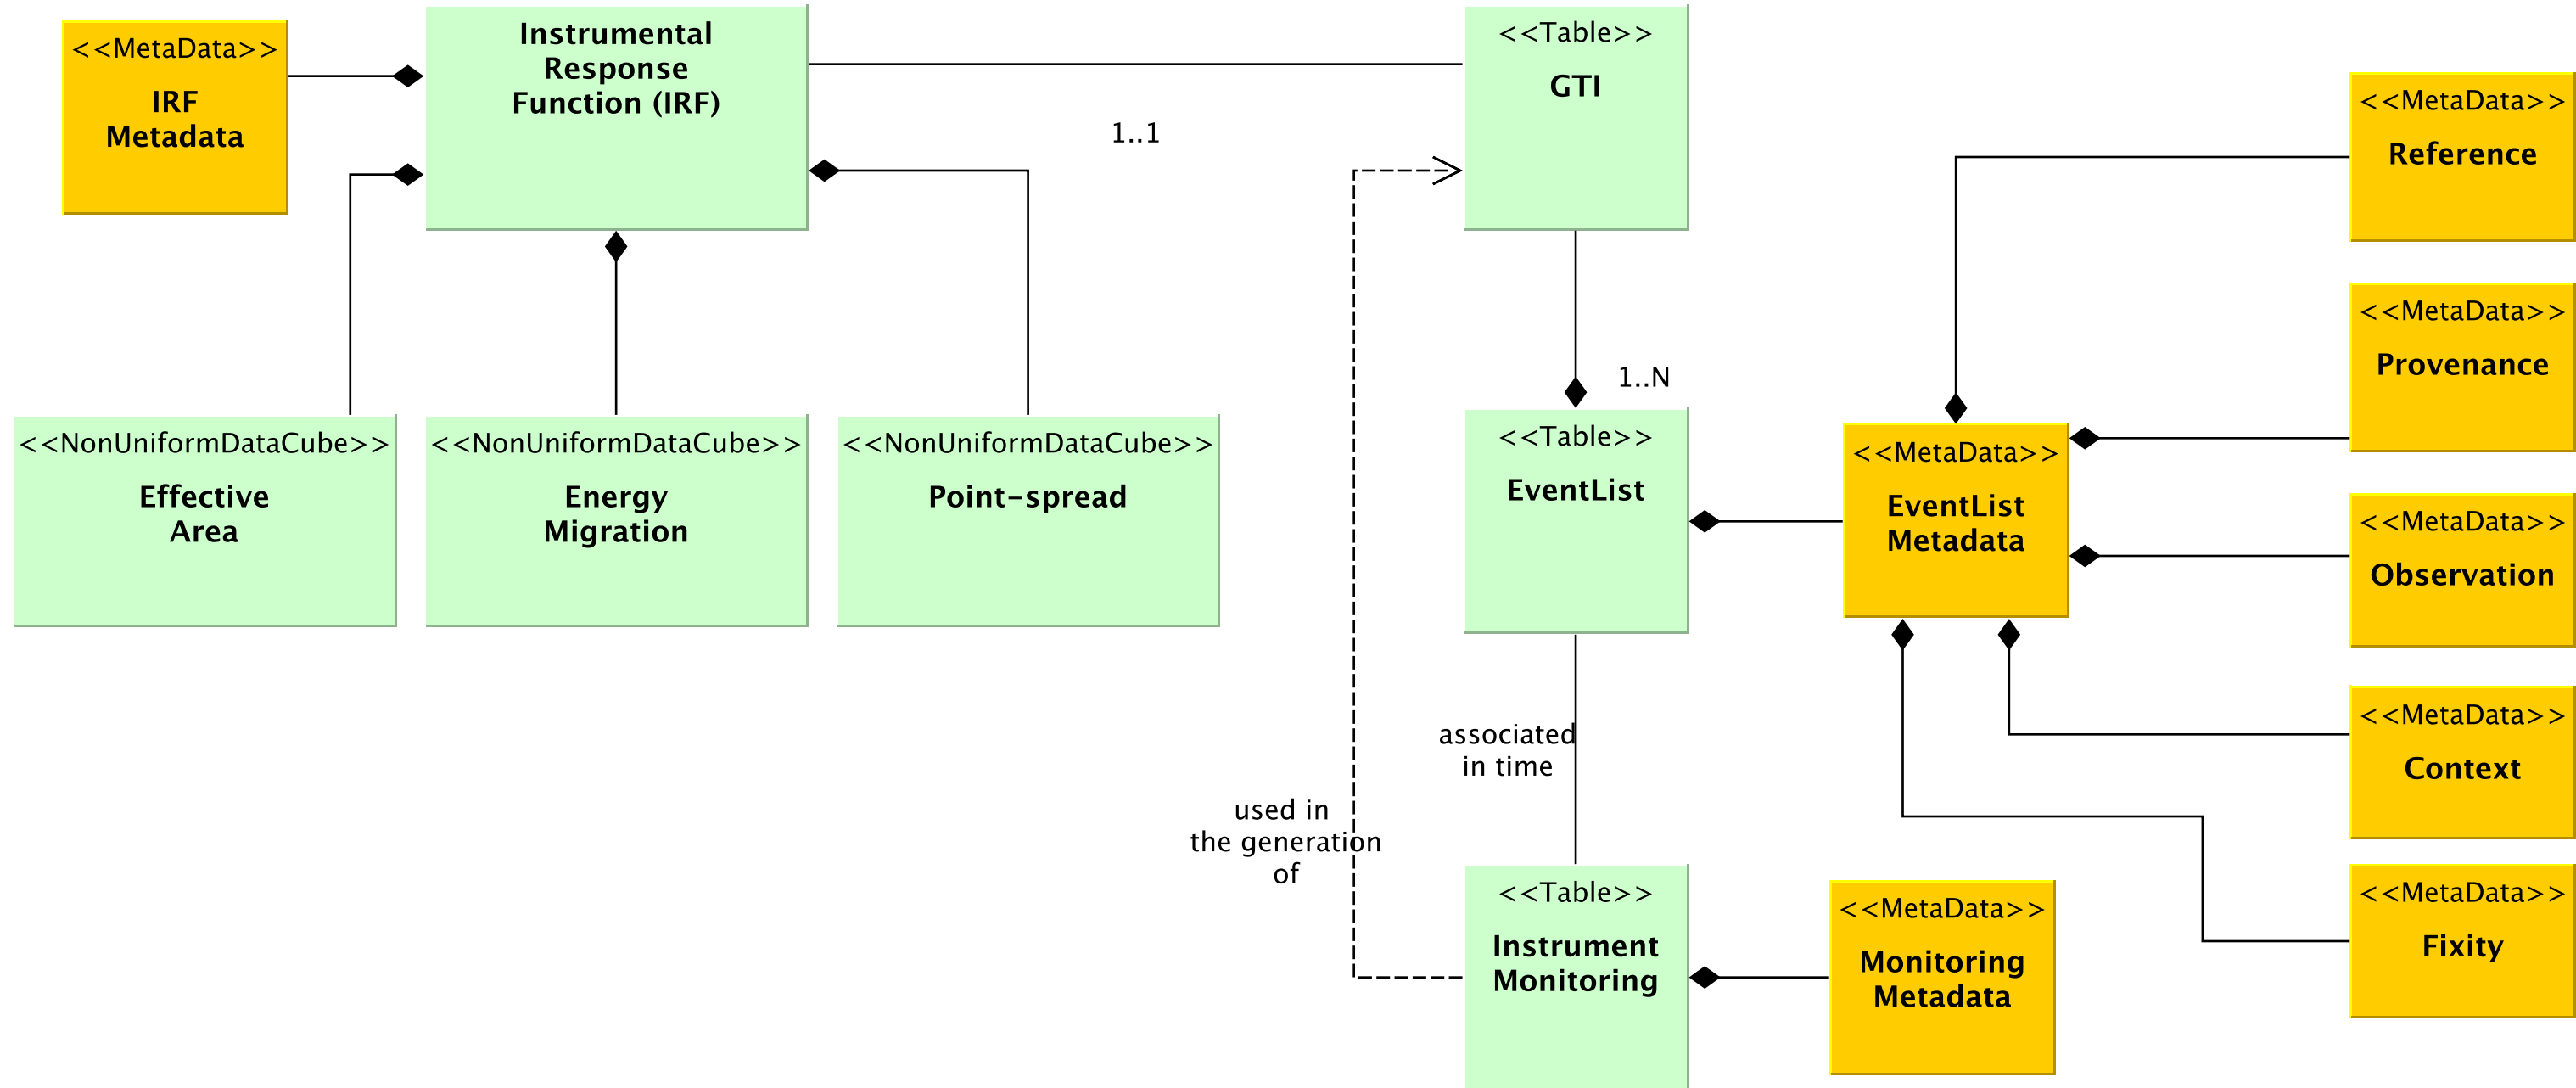 <<MetaData>>
IRF
Metadata
Instrumental
Response
Function (IRF)
<<Table>>
GTI
1..1
<<MetaData>>
Reference
<<MetaData>>
Provenance
1..N
<<NonUniformDataCube>>
Effective
Area
<<NonUniformDataCube>>
Energy
Migration
<<NonUniformDataCube>>
Point-spread
<<Table>>
EventList
<<MetaData>>
EventList
Metadata
<<MetaData>>
Observation
associated
in time
<<MetaData>>
Context
used in
the generation
of
<<Table>>
Instrument
Monitoring
<<MetaData>>
Monitoring
Metadata
<<MetaData>>
Fixity